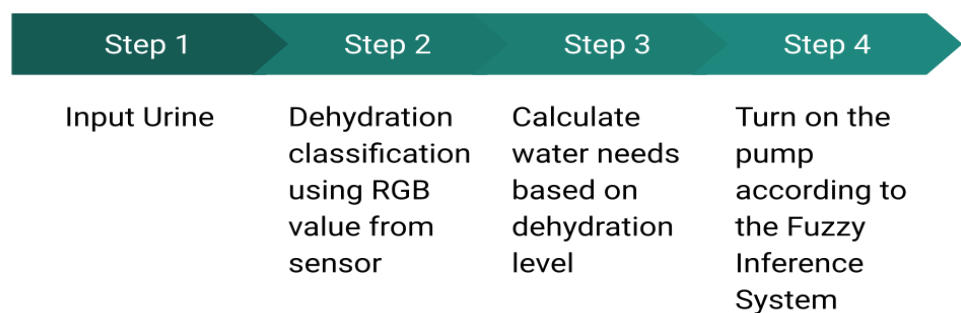 Step 1
Step 2
Step 3
Step 4
Input Urine
Dehydration
classification
using RGB
value from
sensor
Calculate
water needs
based on
dehydration
level
Turn on the
pump
according to
the Fuzzy
Inference
System